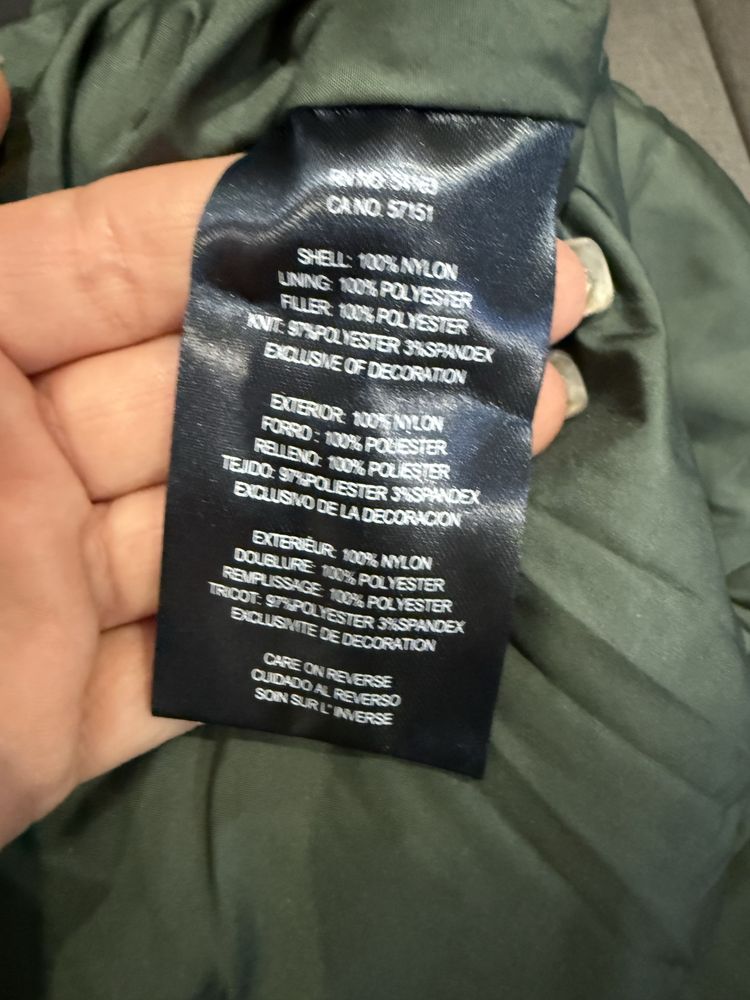 RN NO.
CA NO. 57151
SHELL: 100% NYLON
LINING: 100% POLYESTER
FILLER: 100% POLYESTER
KNIT: 97%POLYESTER 3%SPANDEX
EXCLUSIVE OF DECORATION
EXTERIOR: 100% NYLON
FORRO : 100% POLIESTER
RELLENO: 100% POLIESTER
TEJIDO: 97%POLIESTER 3%SPANDEX
EXCLUSIVO DE LA DECORACION
EXTERIÉUR: 100% NYLON
DOUBLURE: 100% POLYESTER
REMPLISSAGE: 100% POLYESTER
TRICOT: 97%POLYESTER 3%SPANDEX
EXCLUSIVITE DE DECORATION
CARE ON REVERSE
CUIDADO AL REVERSO
SOIN SUR L' INVERSE